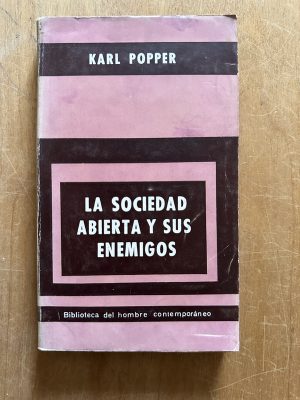 KARL POPPER
LA SOCIEDAD
ABIERTA Y SUS
ENEMIGOS
Biblioteca del hombre contemporáneo